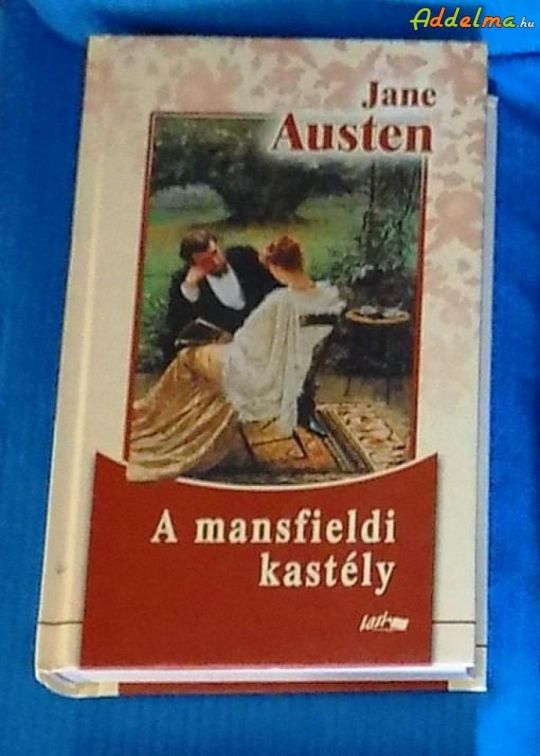 Addelma.hu
Jane
Austen
A mansfieldi
kastély